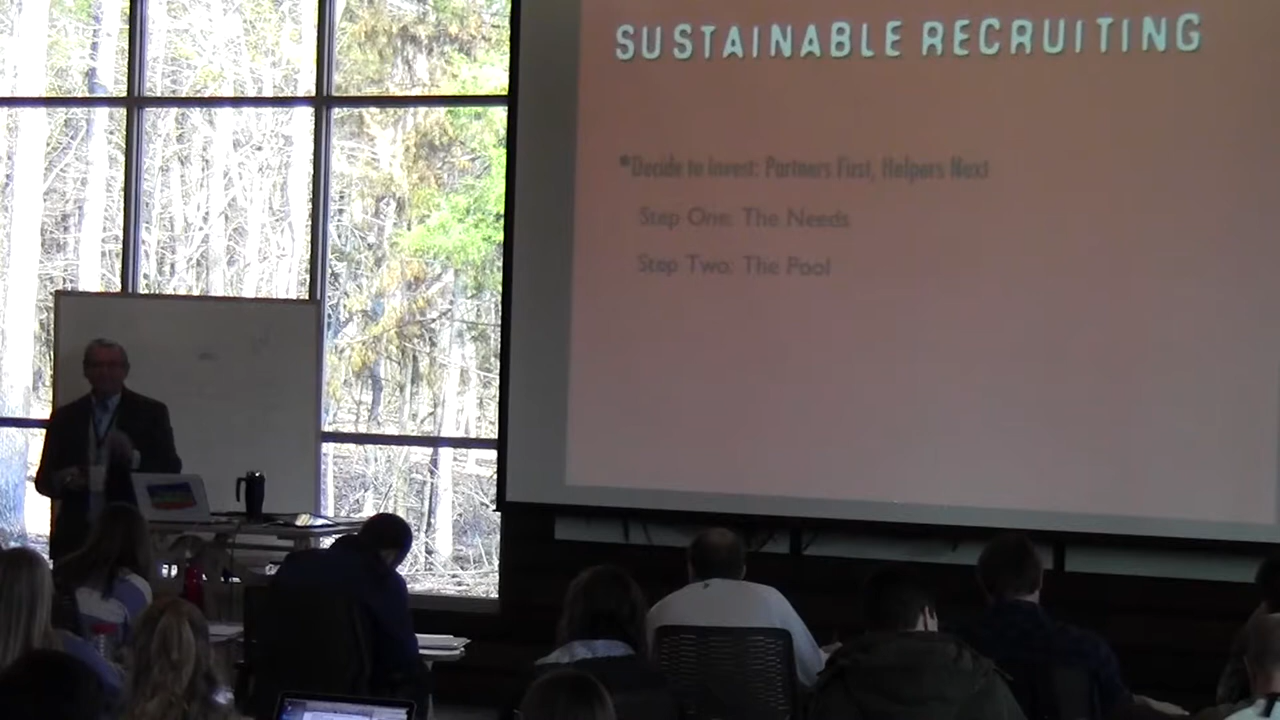 SUSTAINABLE RECRUITING
*Decide to Invest: Partners First, Helpers Next
Step One: The Needs
Step Two: The Pool